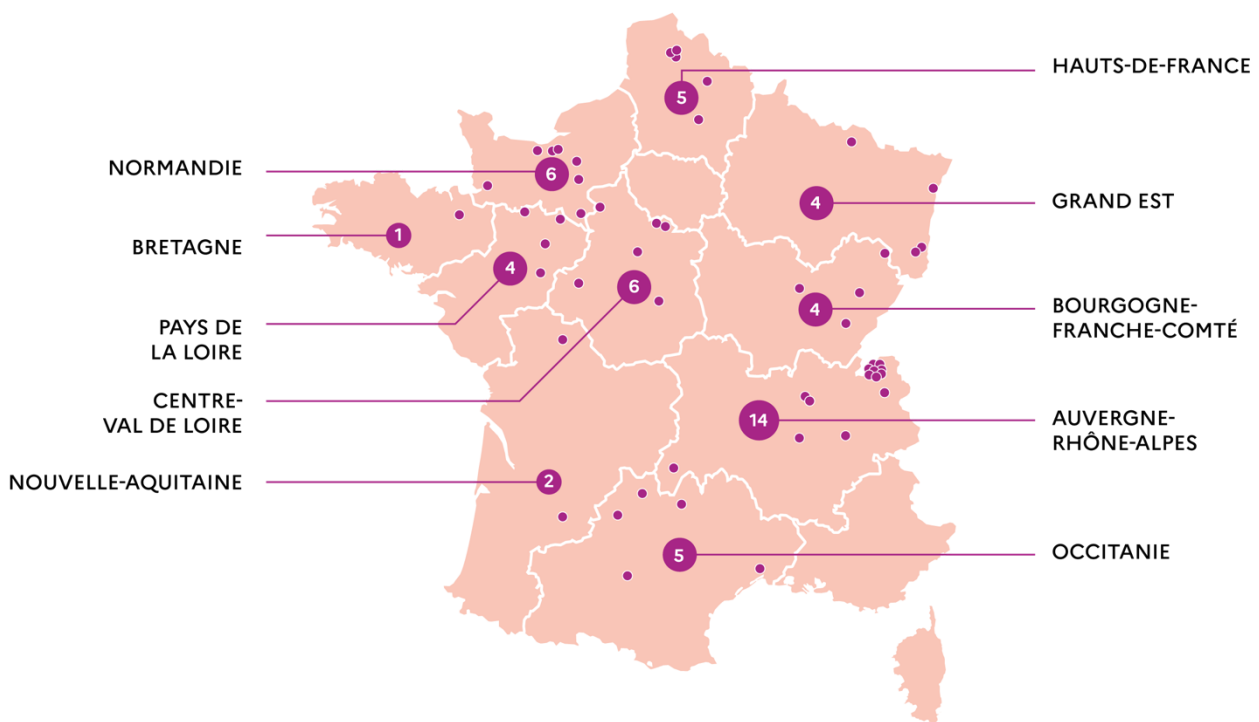 HAUTS-DE-FRANCE
5
NORMANDIE
6
GRAND EST
4
BRETAGNE
1
PAYS DE
LA LOIRE
4
BOURGOGNE-
FRANCHE-COMTÉ
4
CENTRE-
VAL DE LOIRE
6
AUVERGNE-
RHÔNE-ALPES
14
NOUVELLE-AQUITAINE
2
OCCITANIE
5